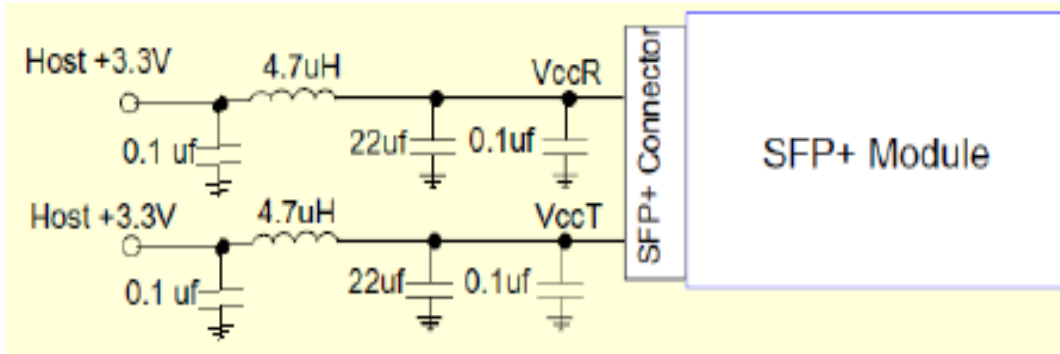 Host +3.3V
4.7uH
VccR
0.1 uf
22uf
0.1uf
Host +3.3V
4.7uH
VccT
0.1 uf
22uf
0.1uf
SFP+ Connector
SFP+ Module